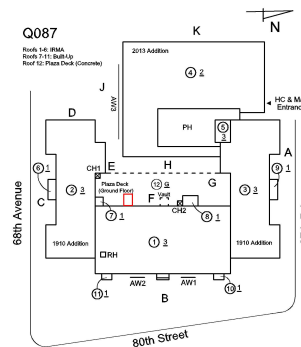 Q087
K
N
Roofs 1-6: IRMA
Roofs 7-11: Built-Up
Roof 12: Plaza Deck (Concrete)
2013 Addition
4 2
J
AW3
HC & M
Entranc
D
PH
5
3
A
CH1
E
H
6 1
9 1
2 3
Plaza Deck
(Ground Floor)
12 G
G
3 3
C
Vault
F
CH2
7 1
8 1
68th Avenue
1910 Addition
1 3
1910 Addition
RH
11 1
AW2
AW1
10 1
B
80th Street